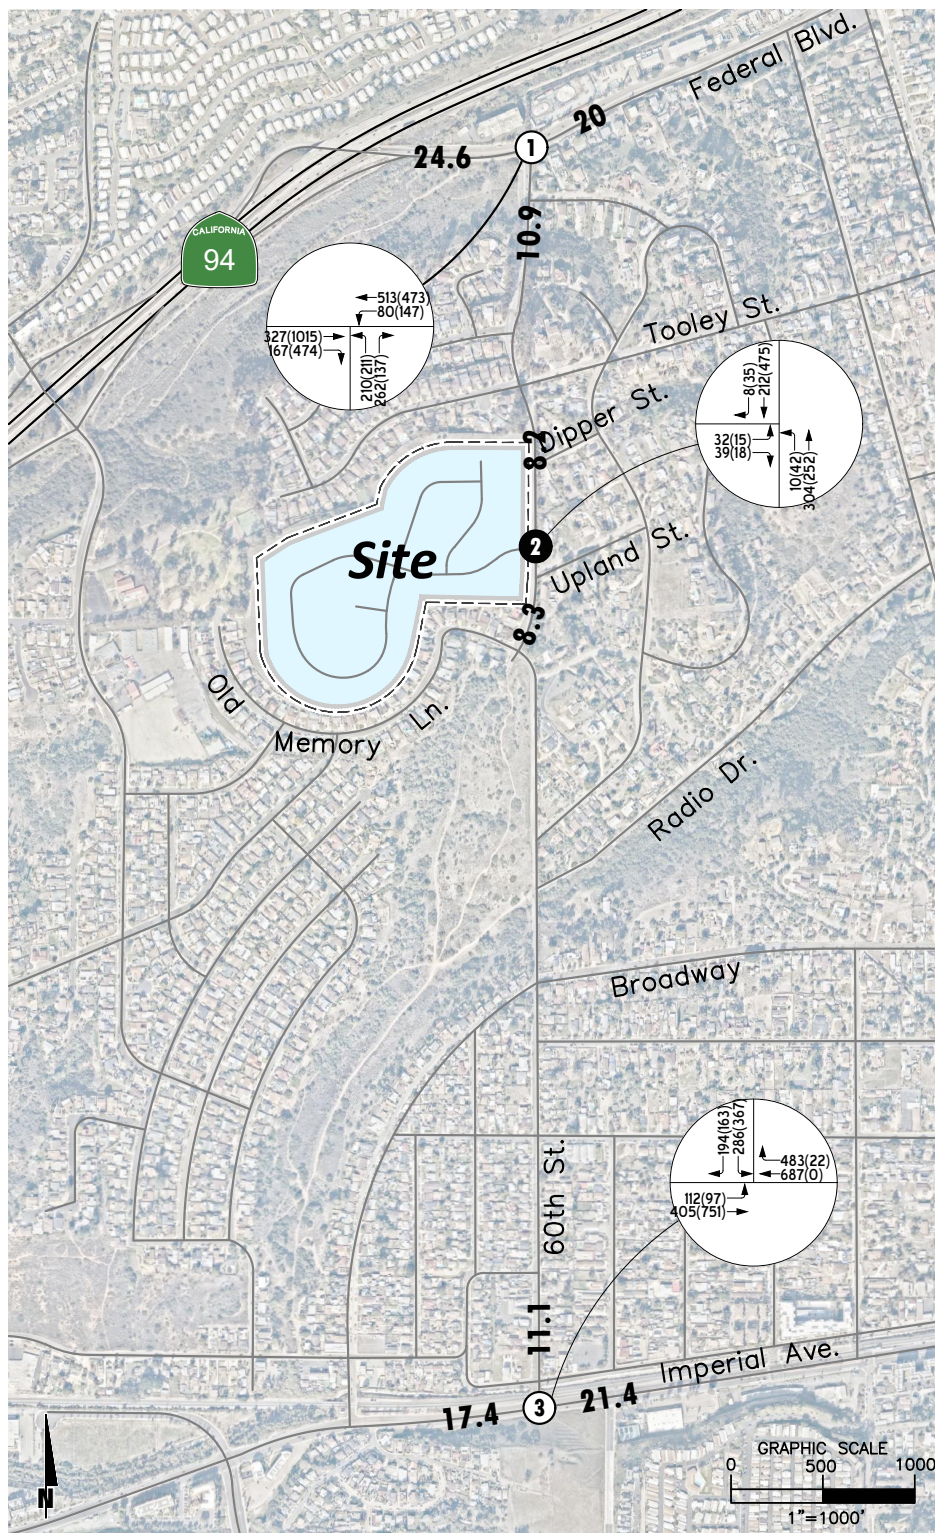 Federal Blvd.
20
1
24.6
10.9
CALIFORNIA
94
513(473)
80(147)
327(1015)
167(474)
210(211)
262(137)
Tooley St.
8(35)
212(475)
32(15)
39(18)
10(42)
304(252)
Dipper St.
8.2
Site
2
Upland St.
8.3
Old
Memory
Ln.
Radio Dr.
Broadway
194(163)
286(367)
483(22)
687(0)
112(97)
405(751)
60th St.
11.1
Imperial Ave.
3
21.4
17.4
N
GRAPHIC SCALE
0 500 1000
1"=1000'